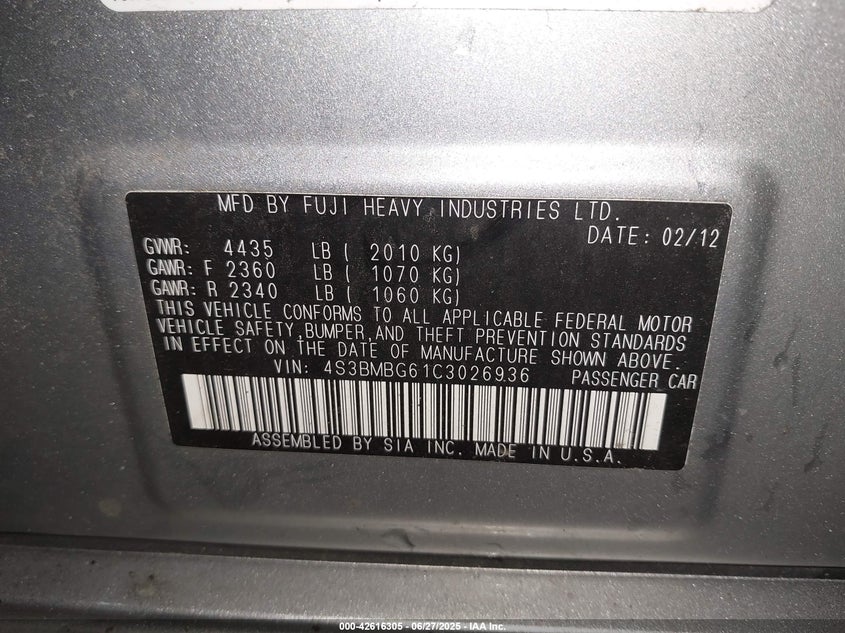 MFD BY FUJI HEAVY INDUSTRIES LTD.
DATE: 02/12
GVWR: 4435 LB ( 2010 KG)
GAWR: F 2360 LB ( 1070 KG)
GAWR: R 2340 LB ( 1060 KG)
THIS VEHICLE CONFORMS TO ALL APPLICABLE FEDERAL MOTOR
VEHICLE SAFETY,BUMPER,AND THEFT PREVENTION STANDARDS
IN EFFECT ON THE DATE OF MANUFACTURE SHOWN ABOVE.
VIN: 4S3BMBG61C3026936 PASSENGER CAR
ASSEMBLED BY SIA INC. MADE IN U.S.A.
000-42616305 - 06/27/2025 - IAA Inc.